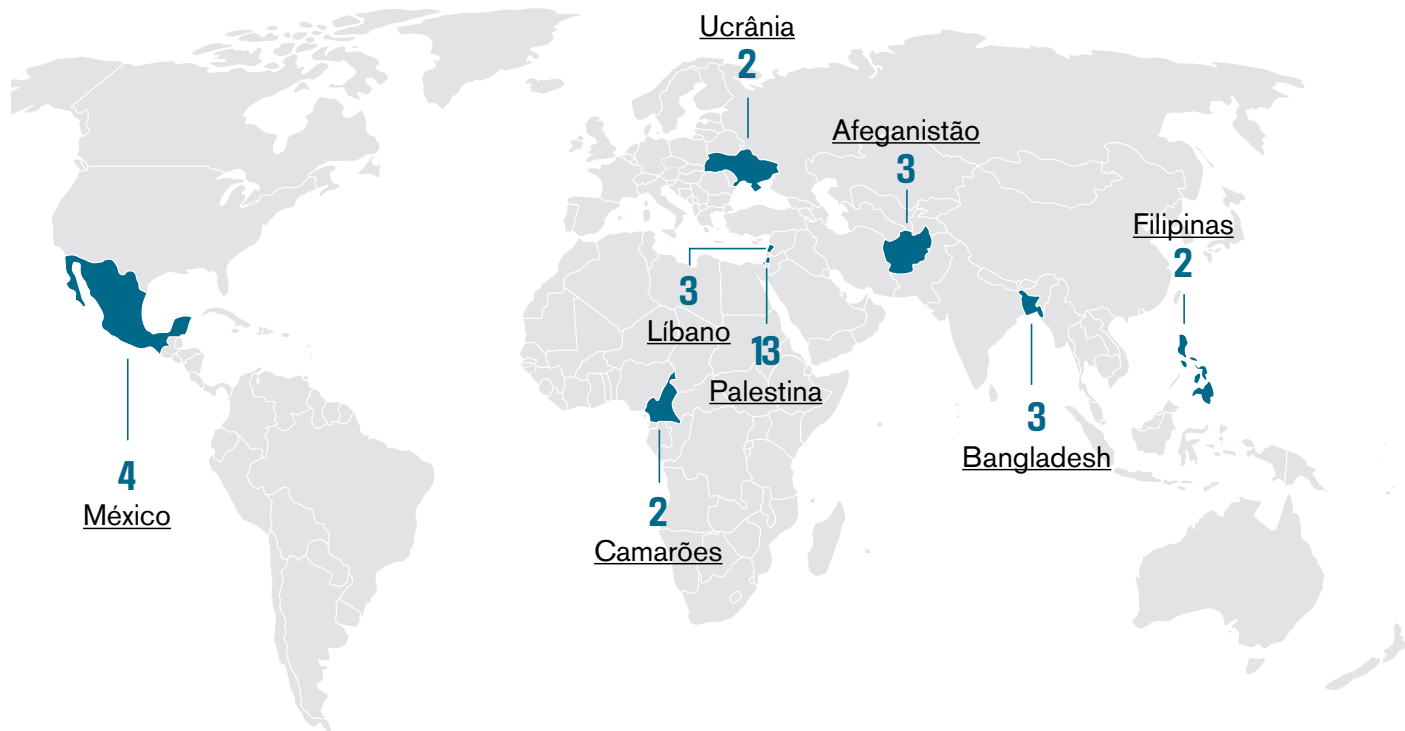 Ucrânia
2
Afeganistão
3
Filipinas
2
3
Líbano
13
Palestina
3
Bangladesh
4
México
2
Camarões